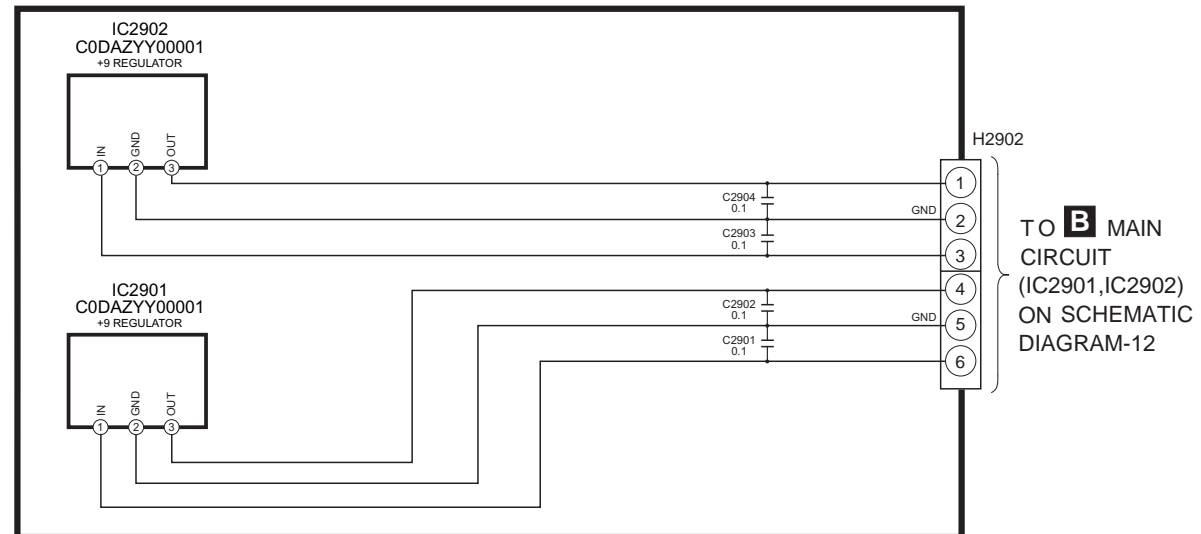 IC2902
C0DAZYY00001
+9 REGULATOR
IN
GND
OUT
1
2
3
H2902
1
C2904
0.1
GND
2
C2903
0.1
3
TO B MAIN
CIRCUIT
(IC2901,IC2902)
ON SCHEMATIC
DIAGRAM-12
IC2901
C0DAZYY00001
+9 REGULATOR
IN
GND
OUT
1
2
3
4
C2902
0.1
GND
5
C2901
0.1
6